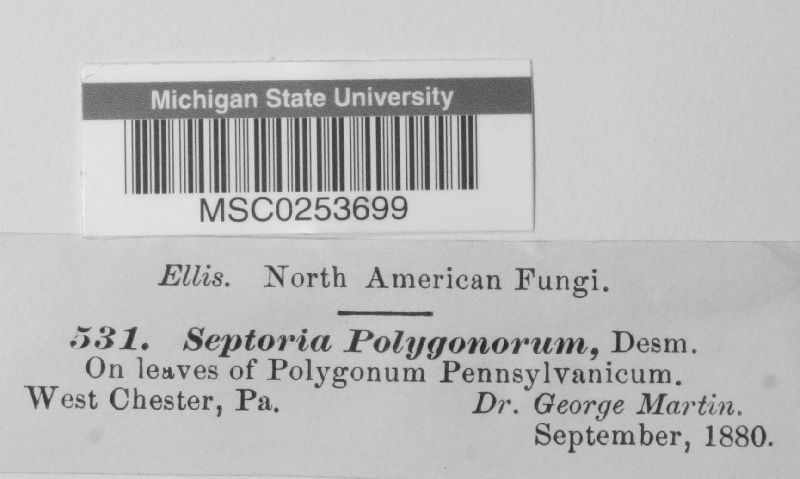 Michigan State University
MSC0253699
Ellis. North American Fungi.
531. Septoria Polygonorum, Desm.
On leaves of Polygonum Pennsylvanicum.
West Chester, Pa. Dr. George Martin.
September, 1880.